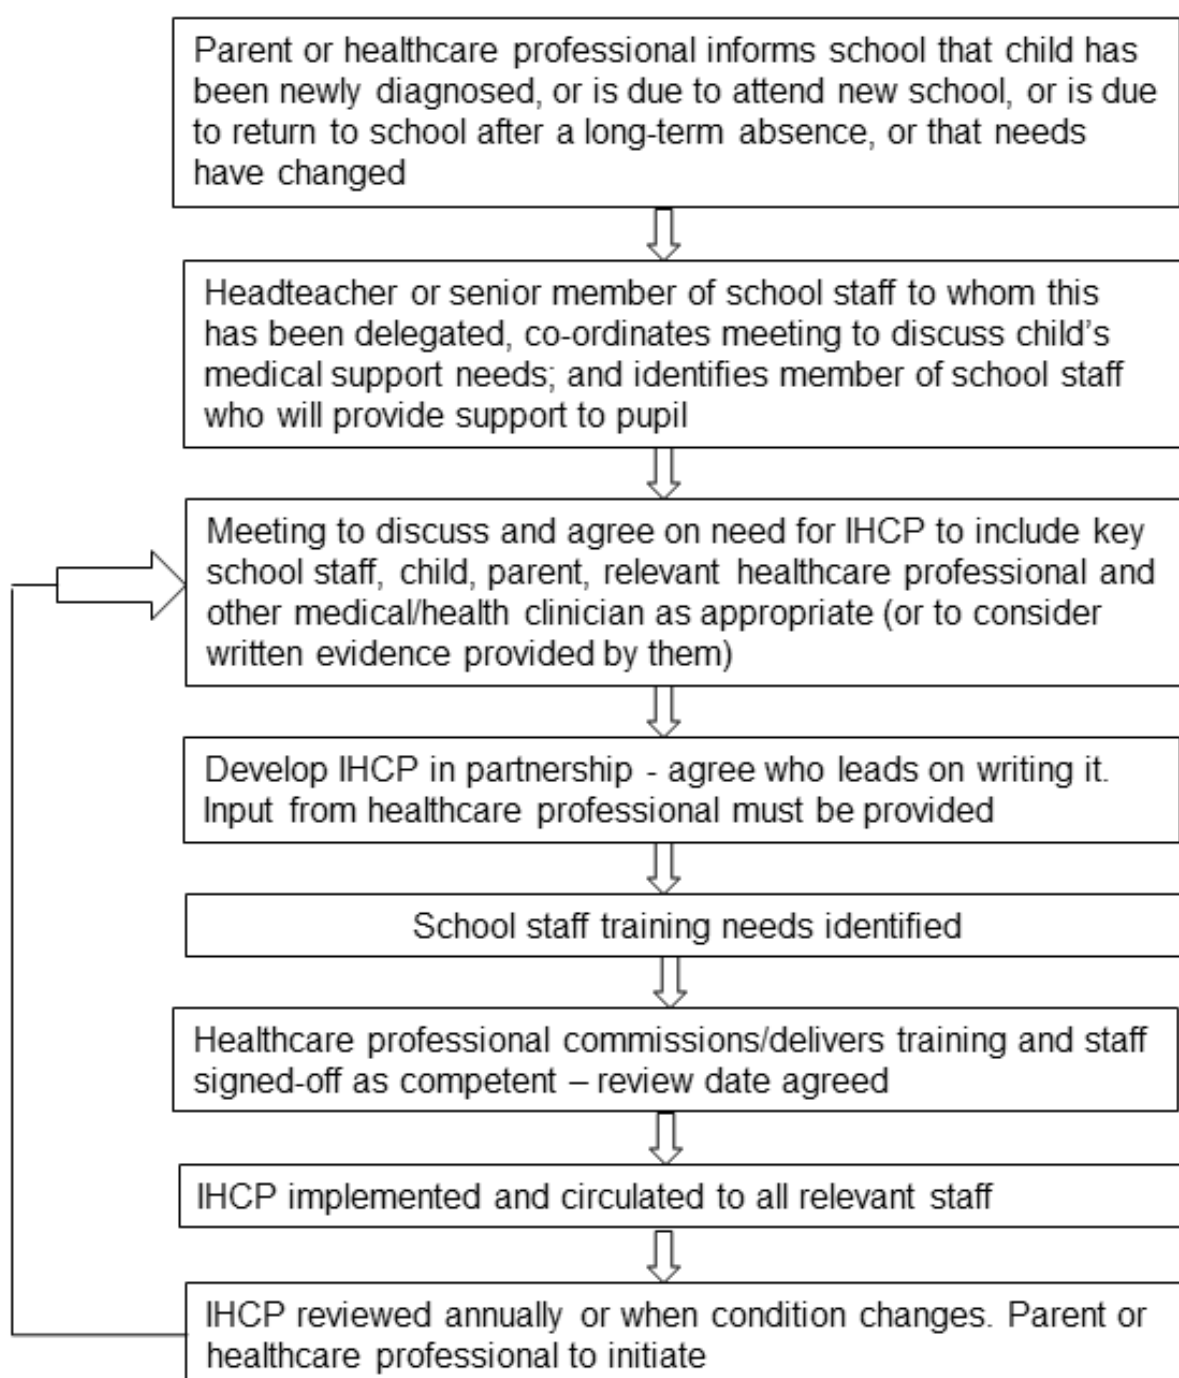 Parent or healthcare professional informs school that child has
been newly diagnosed, or is due to attend new school, or is due
to return to school after a long-term absence, or that needs
have changed
Headteacher or senior member of school staff to whom this
has been delegated, co-ordinates meeting to discuss child’s
medical support needs; and identifies member of school staff
who will provide support to pupil
Meeting to discuss and agree on need for IHCP to include key
school staff, child, parent, relevant healthcare professional and
other medical/health clinician as appropriate (or to consider
written evidence provided by them)
Develop IHCP in partnership - agree who leads on writing it.
Input from healthcare professional must be provided
School staff training needs identified
Healthcare professional commissions/delivers training and staff
signed-off as competent – review date agreed
IHCP implemented and circulated to all relevant staff
IHCP reviewed annually or when condition changes. Parent or
healthcare professional to initiate